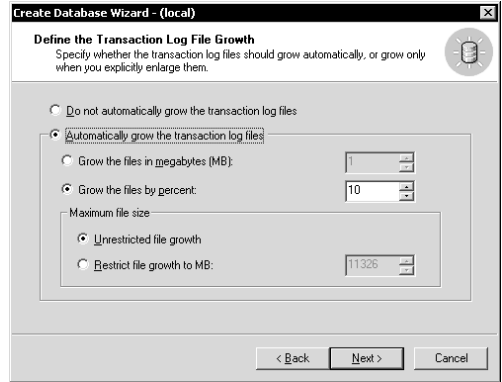 Create Database Wizard - (local)
Define the Transaction Log File Growth
Specify whether the transaction log files should grow automatically, or grow only
when you explicitly enlarge them.
Do not automatically grow the transaction log files
Automatically grow the transaction log files
Grow the files in megabytes (MB): 1
Grow the files by percent: 10
Maximum file size
Unrestricted file growth
Restrict file growth to MB: 11326
< Back Next > Cancel